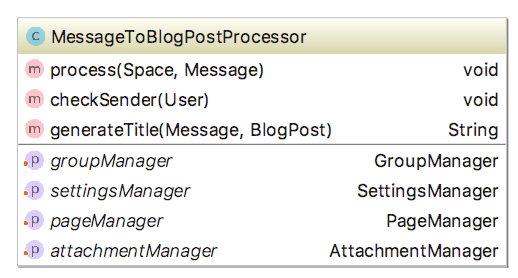 C MessageToBlogPostProcessor
m process(Space, Message) void
m checkSender(User) void
m generateTitle(Message, BlogPost) String
p groupManager GroupManager
p settingsManager SettingsManager
p pageManager PageManager
p attachmentManager AttachmentManager